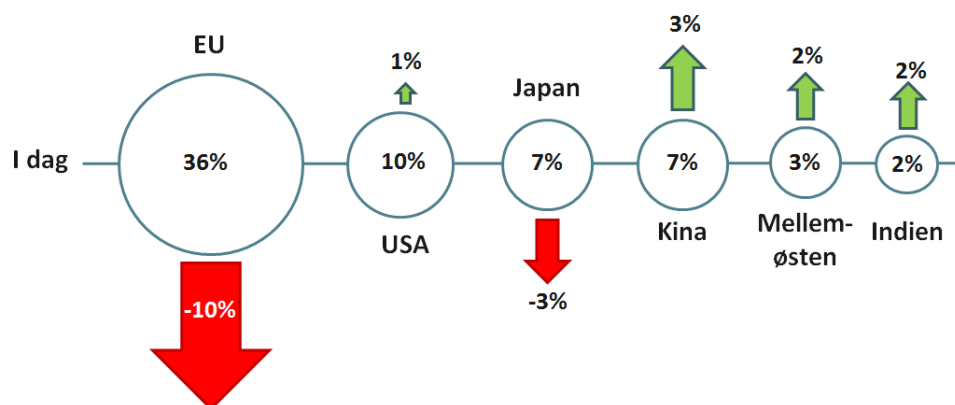 EU
1%
3%
2%
2%
Japan
I dag
36%
10%
7%
7%
3%
2%
USA
Kina
Mellem-
østen
Indien
-10%
-3%